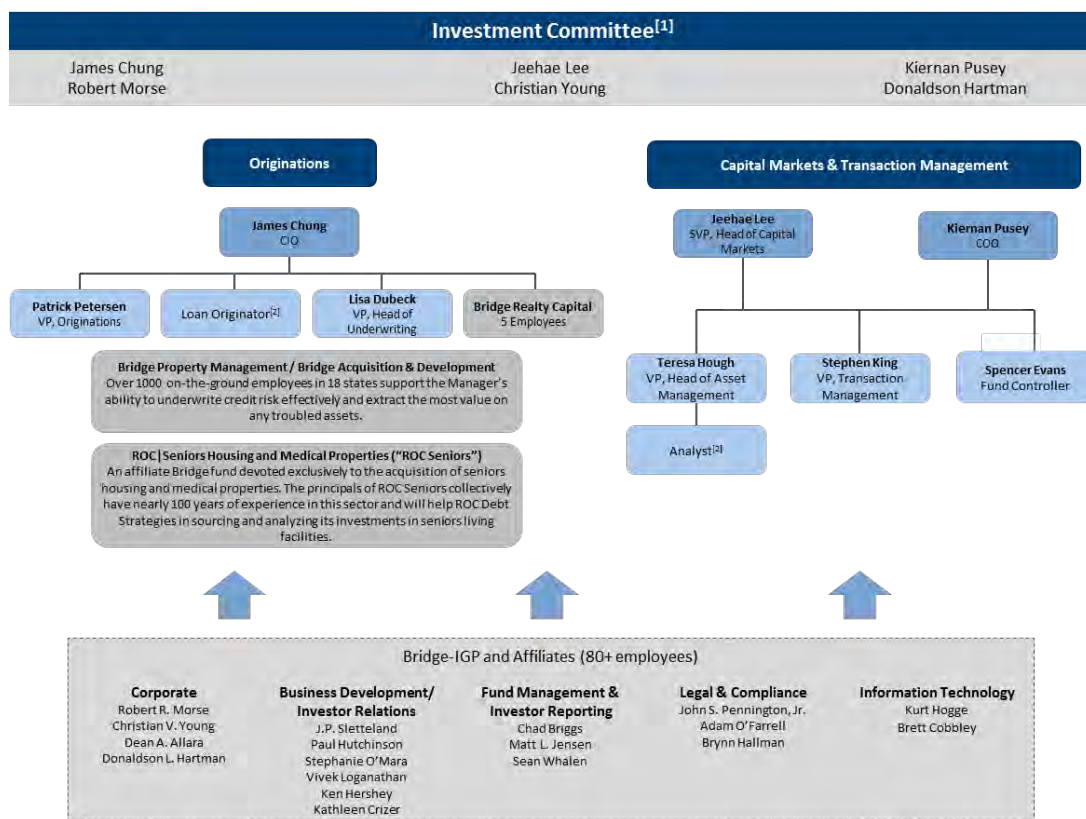 Investment Committee[1]
James Chung
Robert Morse
Jeehae Lee
Christian Young
Kiernan Pusey
Donaldson Hartman
Originations
Capital Markets & Transaction Management
James Chung
CIO
Jeehae Lee
SVP, Head of Capital
Markets
Kiernan Pusey
COO
Patrick Petersen
VP, Originations
Loan Originator[2]
Lisa Dubeck
VP, Head of
Underwriting
Bridge Realty Capital
5 Employees
Bridge Property Management / Bridge Acquisition & Development
Over 1000 on-the-ground employees in 18 states support the Manager's
ability to underwrite credit risk effectively and extract the most value on
any troubled assets.
Teresa Hough
VP, Head of Asset
Management
Stephen King
VP, Transaction
Management
Spencer Evans
Fund Controller
Analyst[2]
ROC|Seniors Housing and Medical Properties ("ROC Seniors")
An affiliate Bridge fund devoted exclusively to the acquisition of seniors
housing and medical properties. The principals of ROC Seniors collectively
have nearly 100 years of experience in this sector and will help ROC Debt
Strategies in sourcing and analyzing its investments in seniors living
facilities.
Bridge-IGP and Affiliates (80+ employees)
Corporate
Robert R. Morse
Christian V. Young
Dean A. Allara
Donaldson L. Hartman
Business Development/
Investor Relations
J.P. Sletteland
Paul Hutchinson
Stephanie O'Mara
Vivek Loganathan
Ken Hershey
Kathleen Crizer
Fund Management &
Investor Reporting
Chad Briggs
Matt L. Jensen
Sean Whalen
Legal & Compliance
John S. Pennington, Jr.
Adam O'Farrell
Brynn Hallman
Information Technology
Kurt Hogge
Brett Cobbley